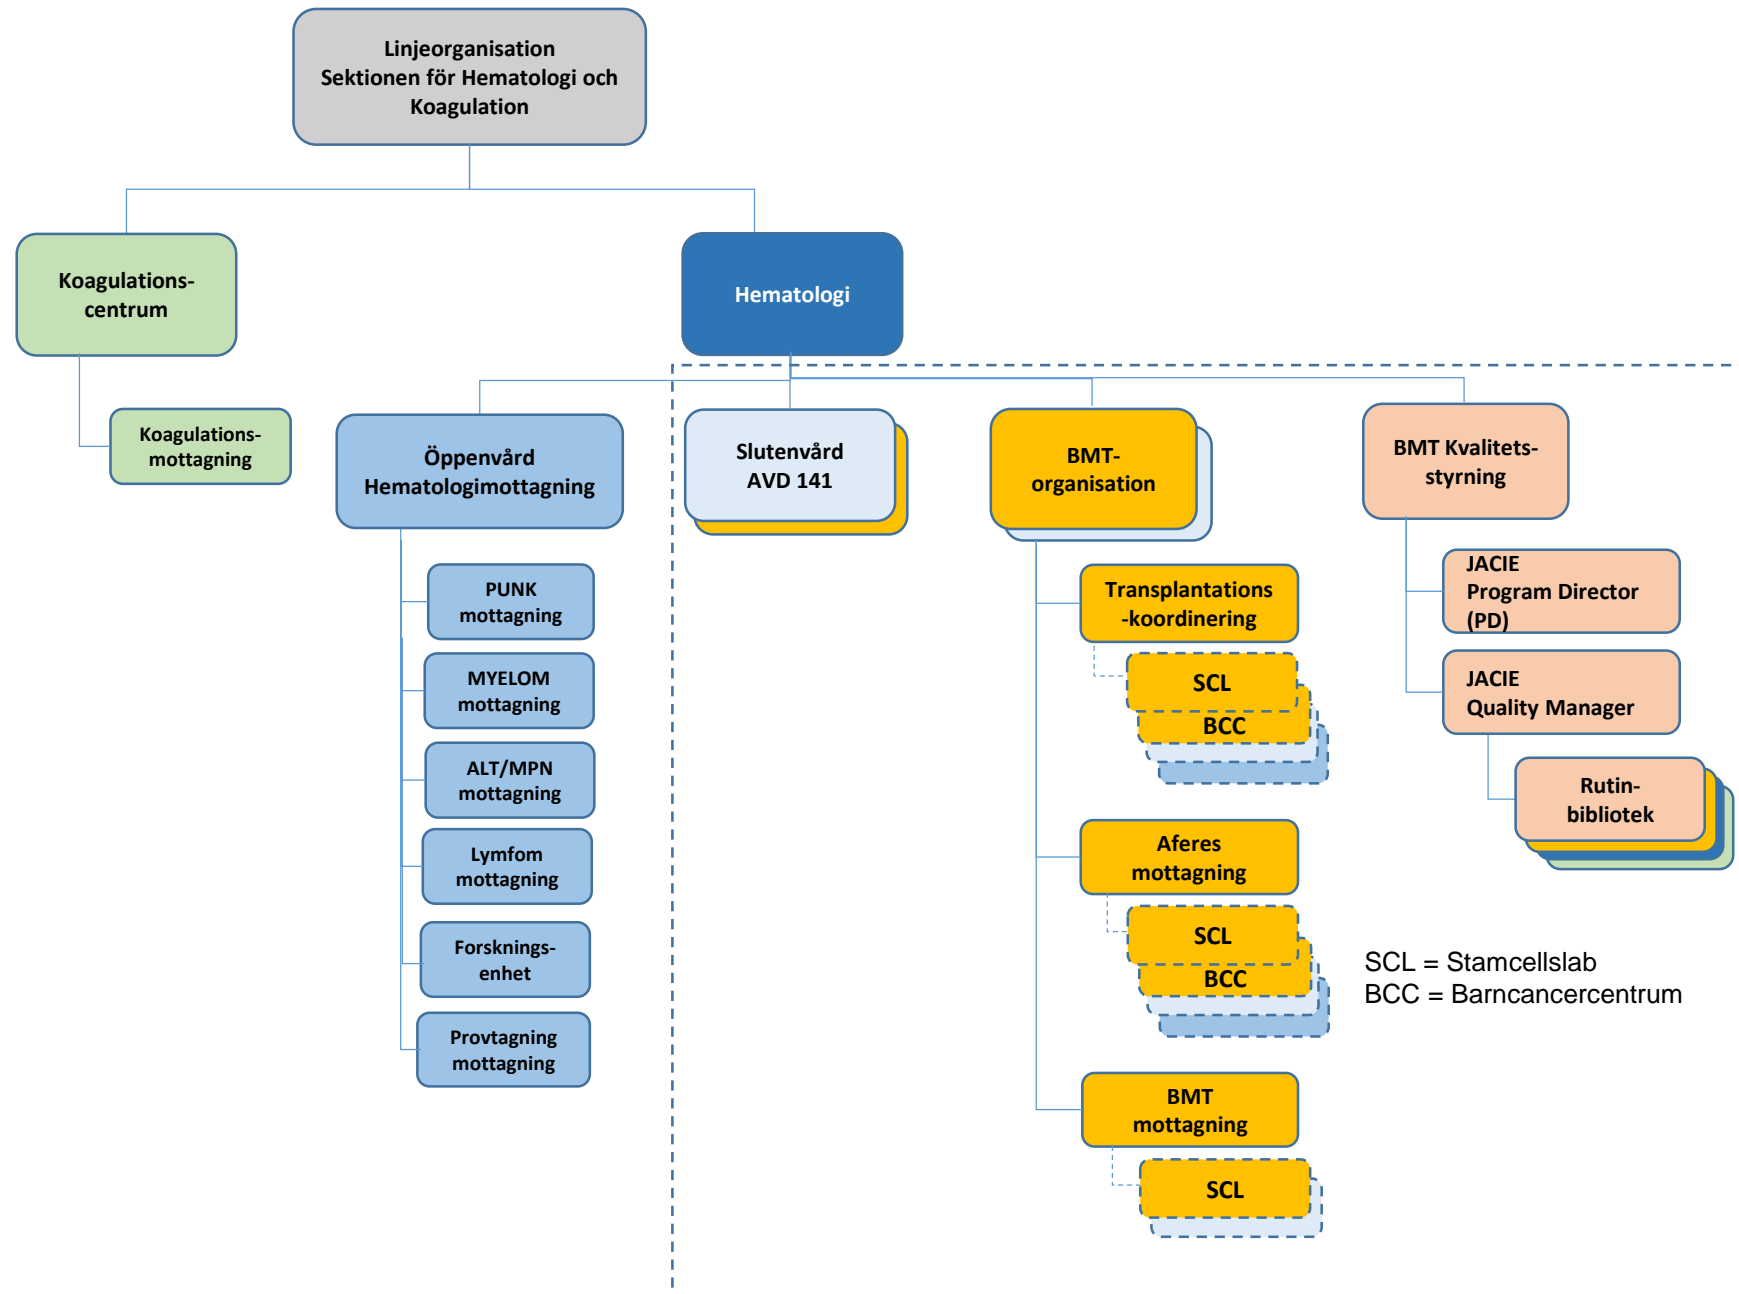 Linjeorganisation
Sektionen för Hematologi och
Koagulation
Koagulations-
centrum
Hematologi
Koagulations-
mottagning
Öppenvård
Hematologimottagning
Slutenvård
AVD 141
BMT-
organisation
BMT Kvalitets-
styrning
PUNK
mottagning
MYELOM
mottagning
ALT/MPN
mottagning
Lymfom
mottagning
Forsknings-
enhet
Provtagning
mottagning
Transplantations
-koordinering
SCL
BCC
Aferes
mottagning
SCL
BCC
BMT
mottagning
SCL
JACIE
Program Director
(PD)
JACIE
Quality Manager
Rutin-
bibliotek
SCL = Stamcellslab
BCC = Barncancercentrum